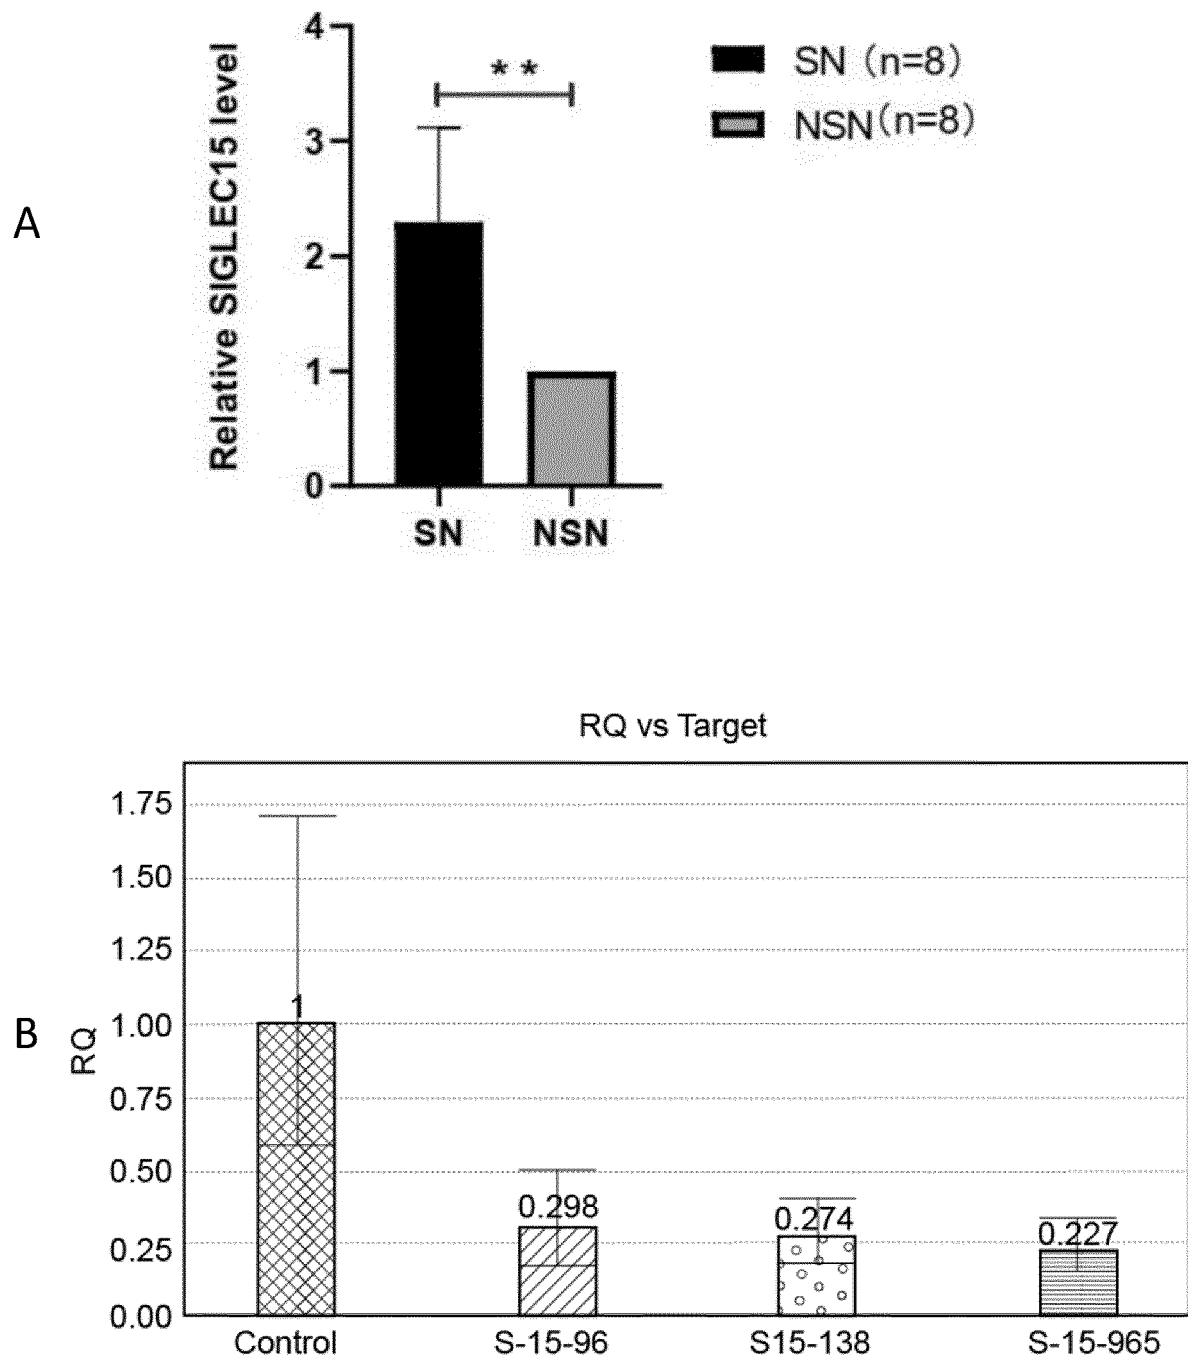 A
Relative SIGLEC15 level
4
3
2
1
0
**
SN
NSN
SN (n=8)
NSN (n=8)
B
RQ vs Target
RQ
1.75
1.50
1.25
1.00
0.75
0.50
0.25
0.00
1
0.298
0.274
0.227
Control
S-15-96
S15-138
S-15-965